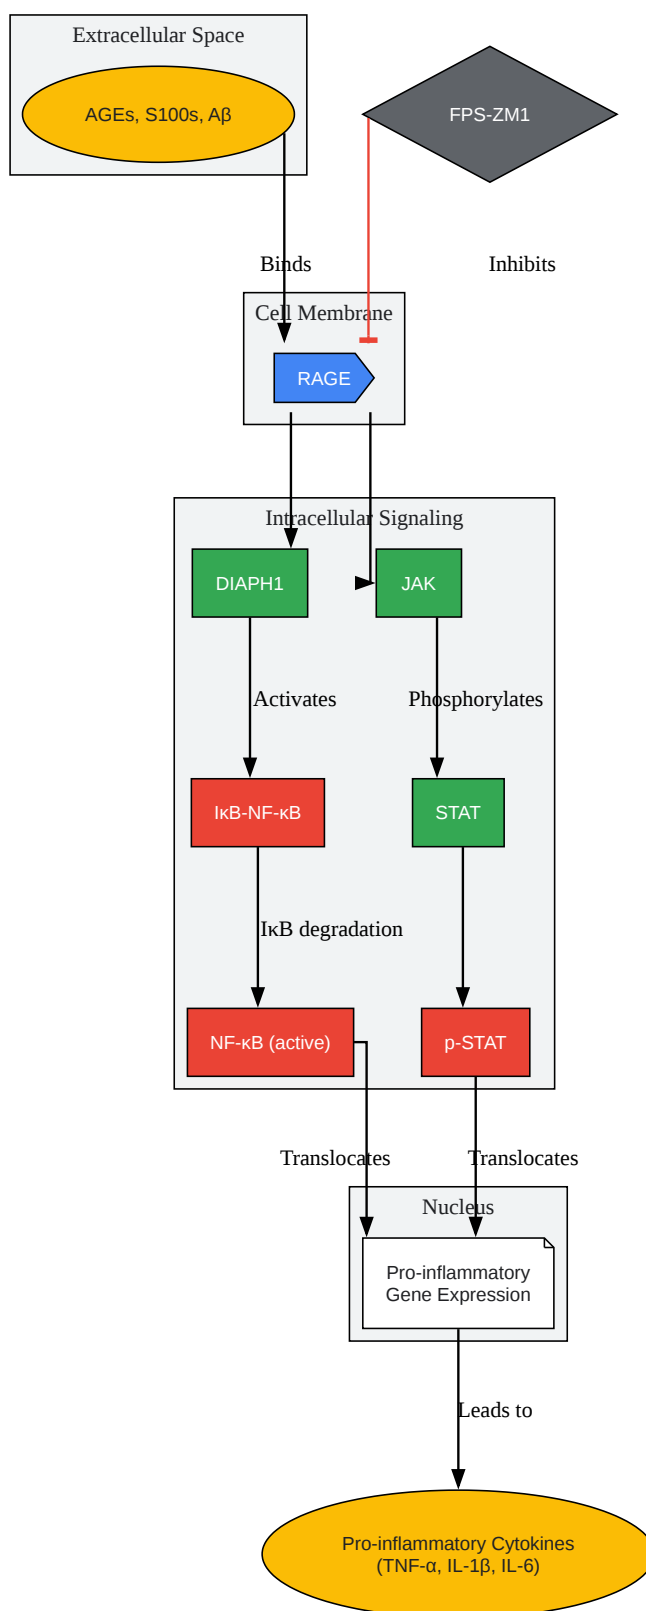 Extracellular Space
AGEs, S100s, Aβ
FPS-ZM1
Binds
Inhibits
Cell Membrane
RAGE
Intracellular Signaling
DIAPH1
JAK
Activates
Phosphorylates
IκB-NF-κB
STAT
IκB degradation
NF-κB (active)
p-STAT
Translocates
Translocates
Nucleus
Pro-inflammatory
Gene Expression
Leads to
Pro-inflammatory Cytokines
(TNF-α, IL-1β, IL-6)